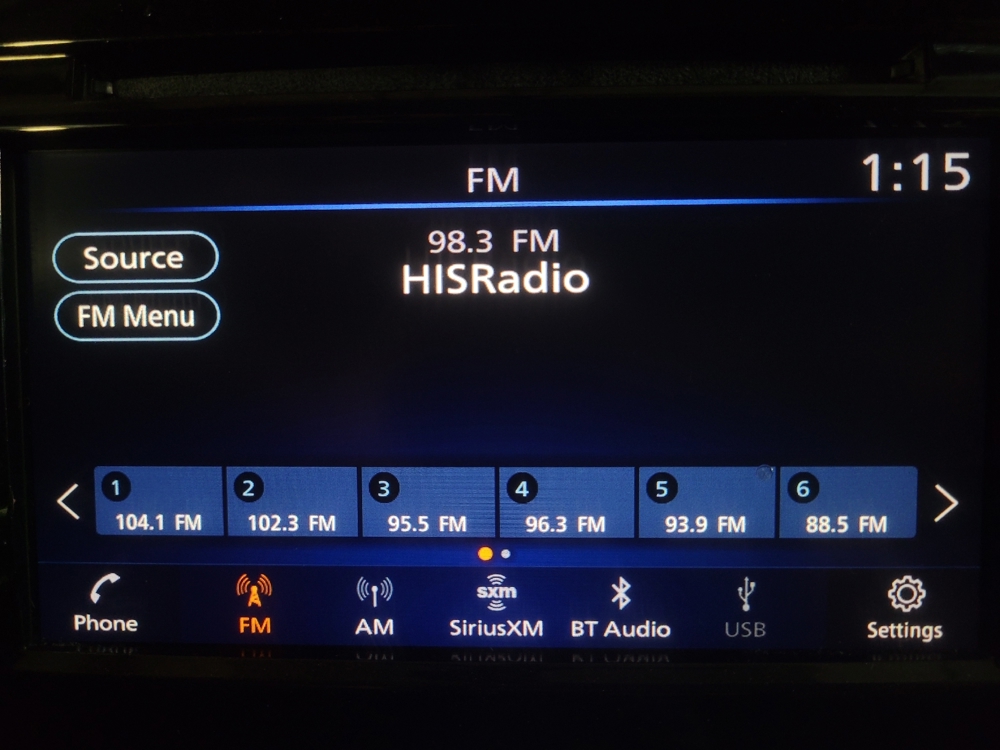 FM
1:15
Source
98.3 FM
HISRadio
FM Menu
1
2
3
4
5
6
104.1 FM
102.3 FM
95.5 FM
96.3 FM
93.9 FM
88.5 FM
sxm
Phone
FM
AM
SiriusXM
BT Audio
USB
Settings